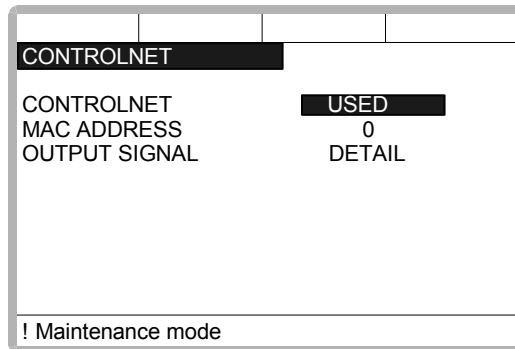 CONTROLNET
CONTROLNET USED
MAC ADDRESS 0
OUTPUT SIGNAL DETAIL
! Maintenance mode